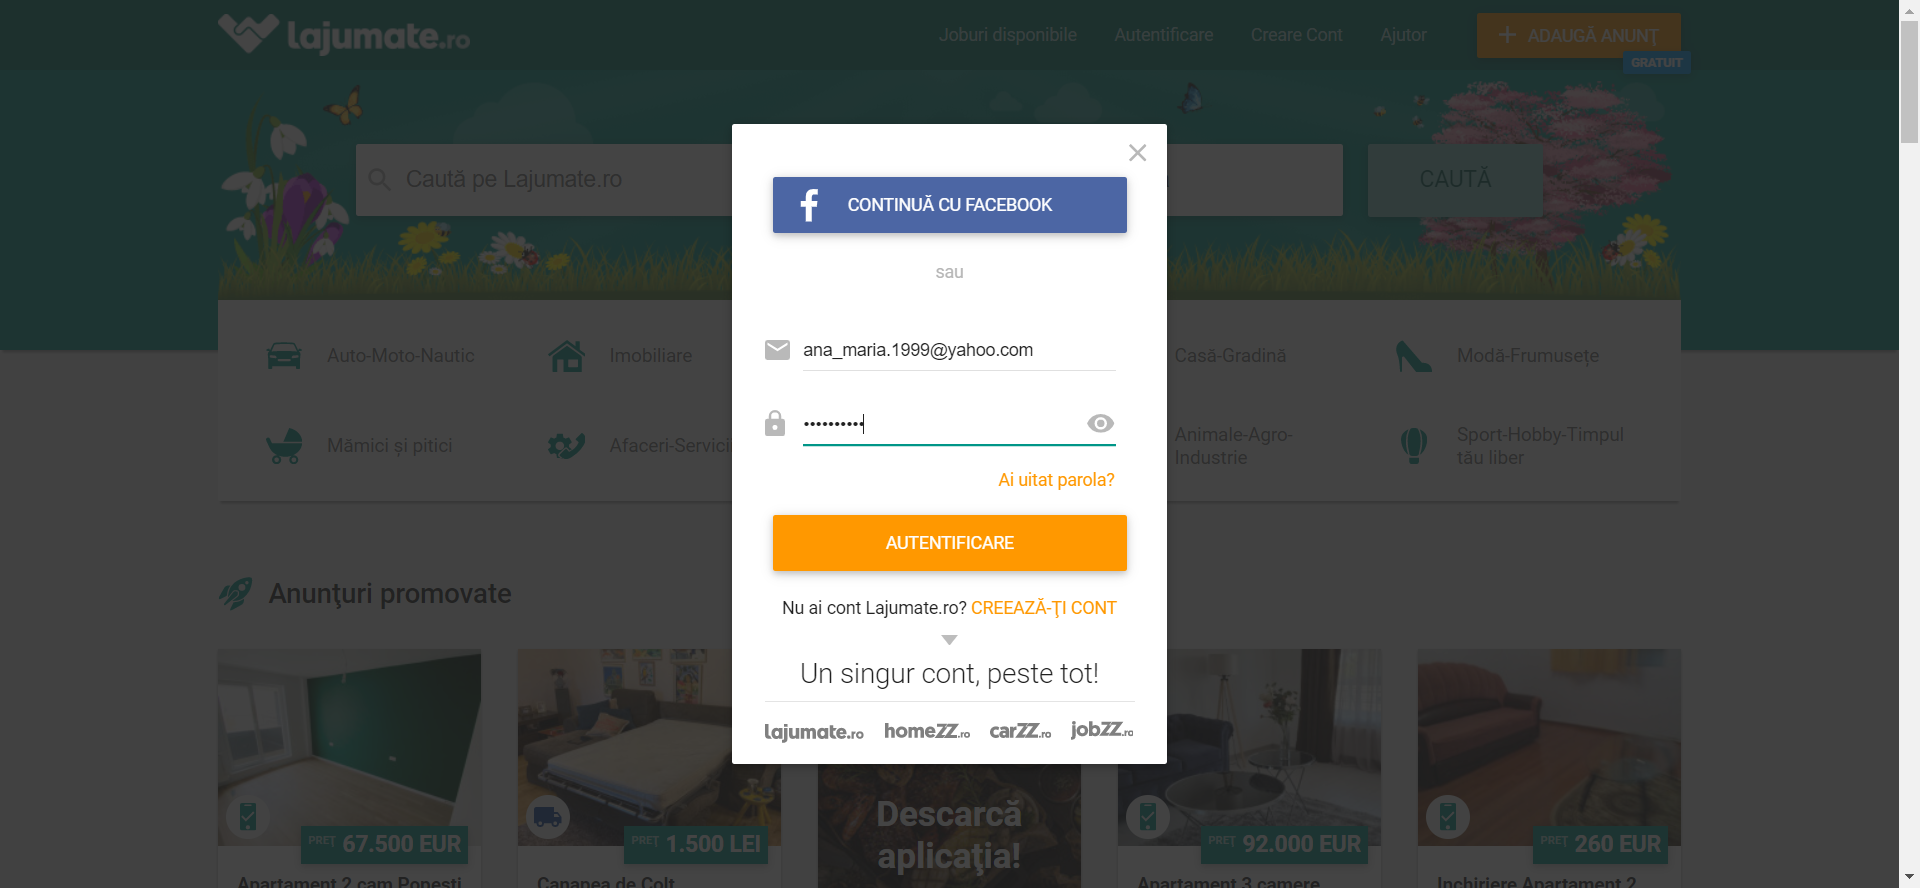 lajumate.ro
Joburi disponibile
Autentificare
Creare Cont
Ajutor
+ ADAUGĂ ANUNŢ
GRATUIT
Caută pe Lajumate.ro
CAUTĂ
CONTINUĂ CU FACEBOOK
sau
ana_maria.1999@yahoo.com
••••••••••
Ai uitat parola?
AUTENTIFICARE
Nu ai cont Lajumate.ro? CREEAZĂ-ŢI CONT
Un singur cont, peste tot!
lajumate.ro
homeZZ.ro
carZZ.ro
jobZZ.ro
Auto-Moto-Nautic
Imobiliare
Casă-Gradină
Modă-Frumusețe
Mămici și pitici
Afaceri-Servicii
Animale-Agro-
Industrie
Sport-Hobby-Timpul
tău liber
Anunţuri promovate
PREȚ 67.500 EUR
PREȚ 1.500 LEI
Descarcă
aplicaţia!
PREȚ 92.000 EUR
PREȚ 260 EUR
Apartament 2 cam Popesti
Canapea de Colt
Apartament 3 camere
Inchiriere Apartament 2